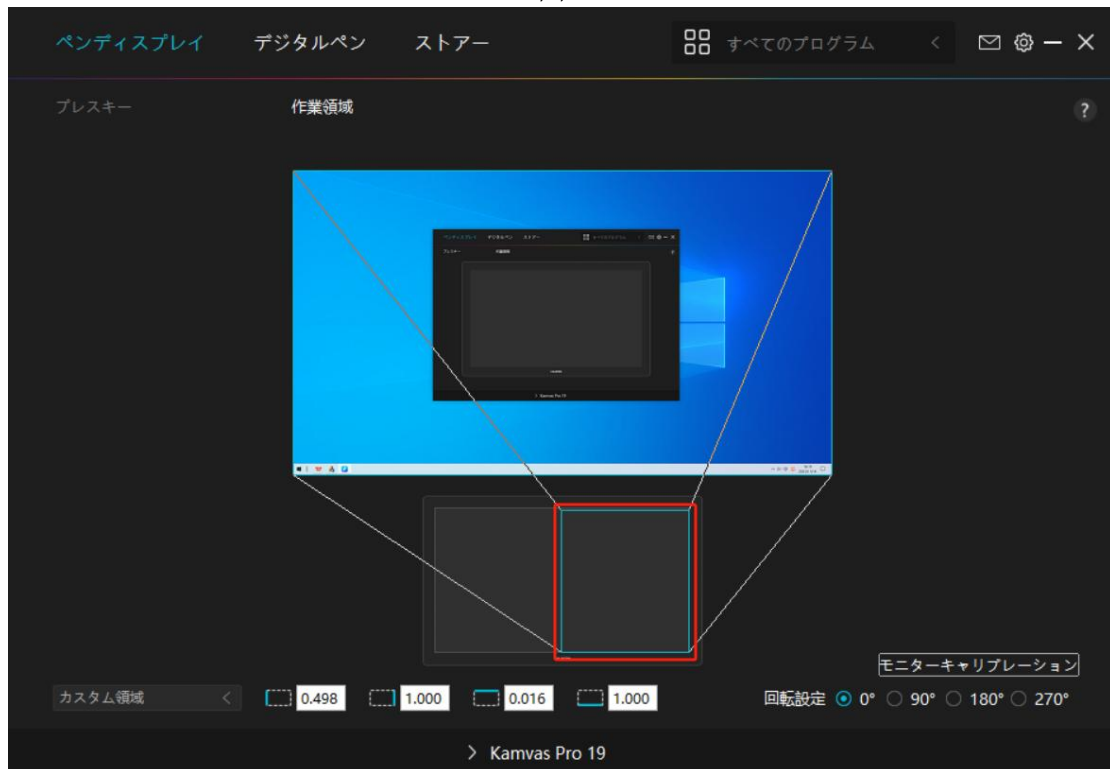 ペンディスプレイ デジタルペン ストアー すべてのプログラム
プレスキー 作業領域 ?
> Kamvas Pro 19
モニターキャリブレーション
カスタム領域 0.498 1.000 0.016 1.000 回転設定 0° 90° 180° 270°
> Kamvas Pro 19